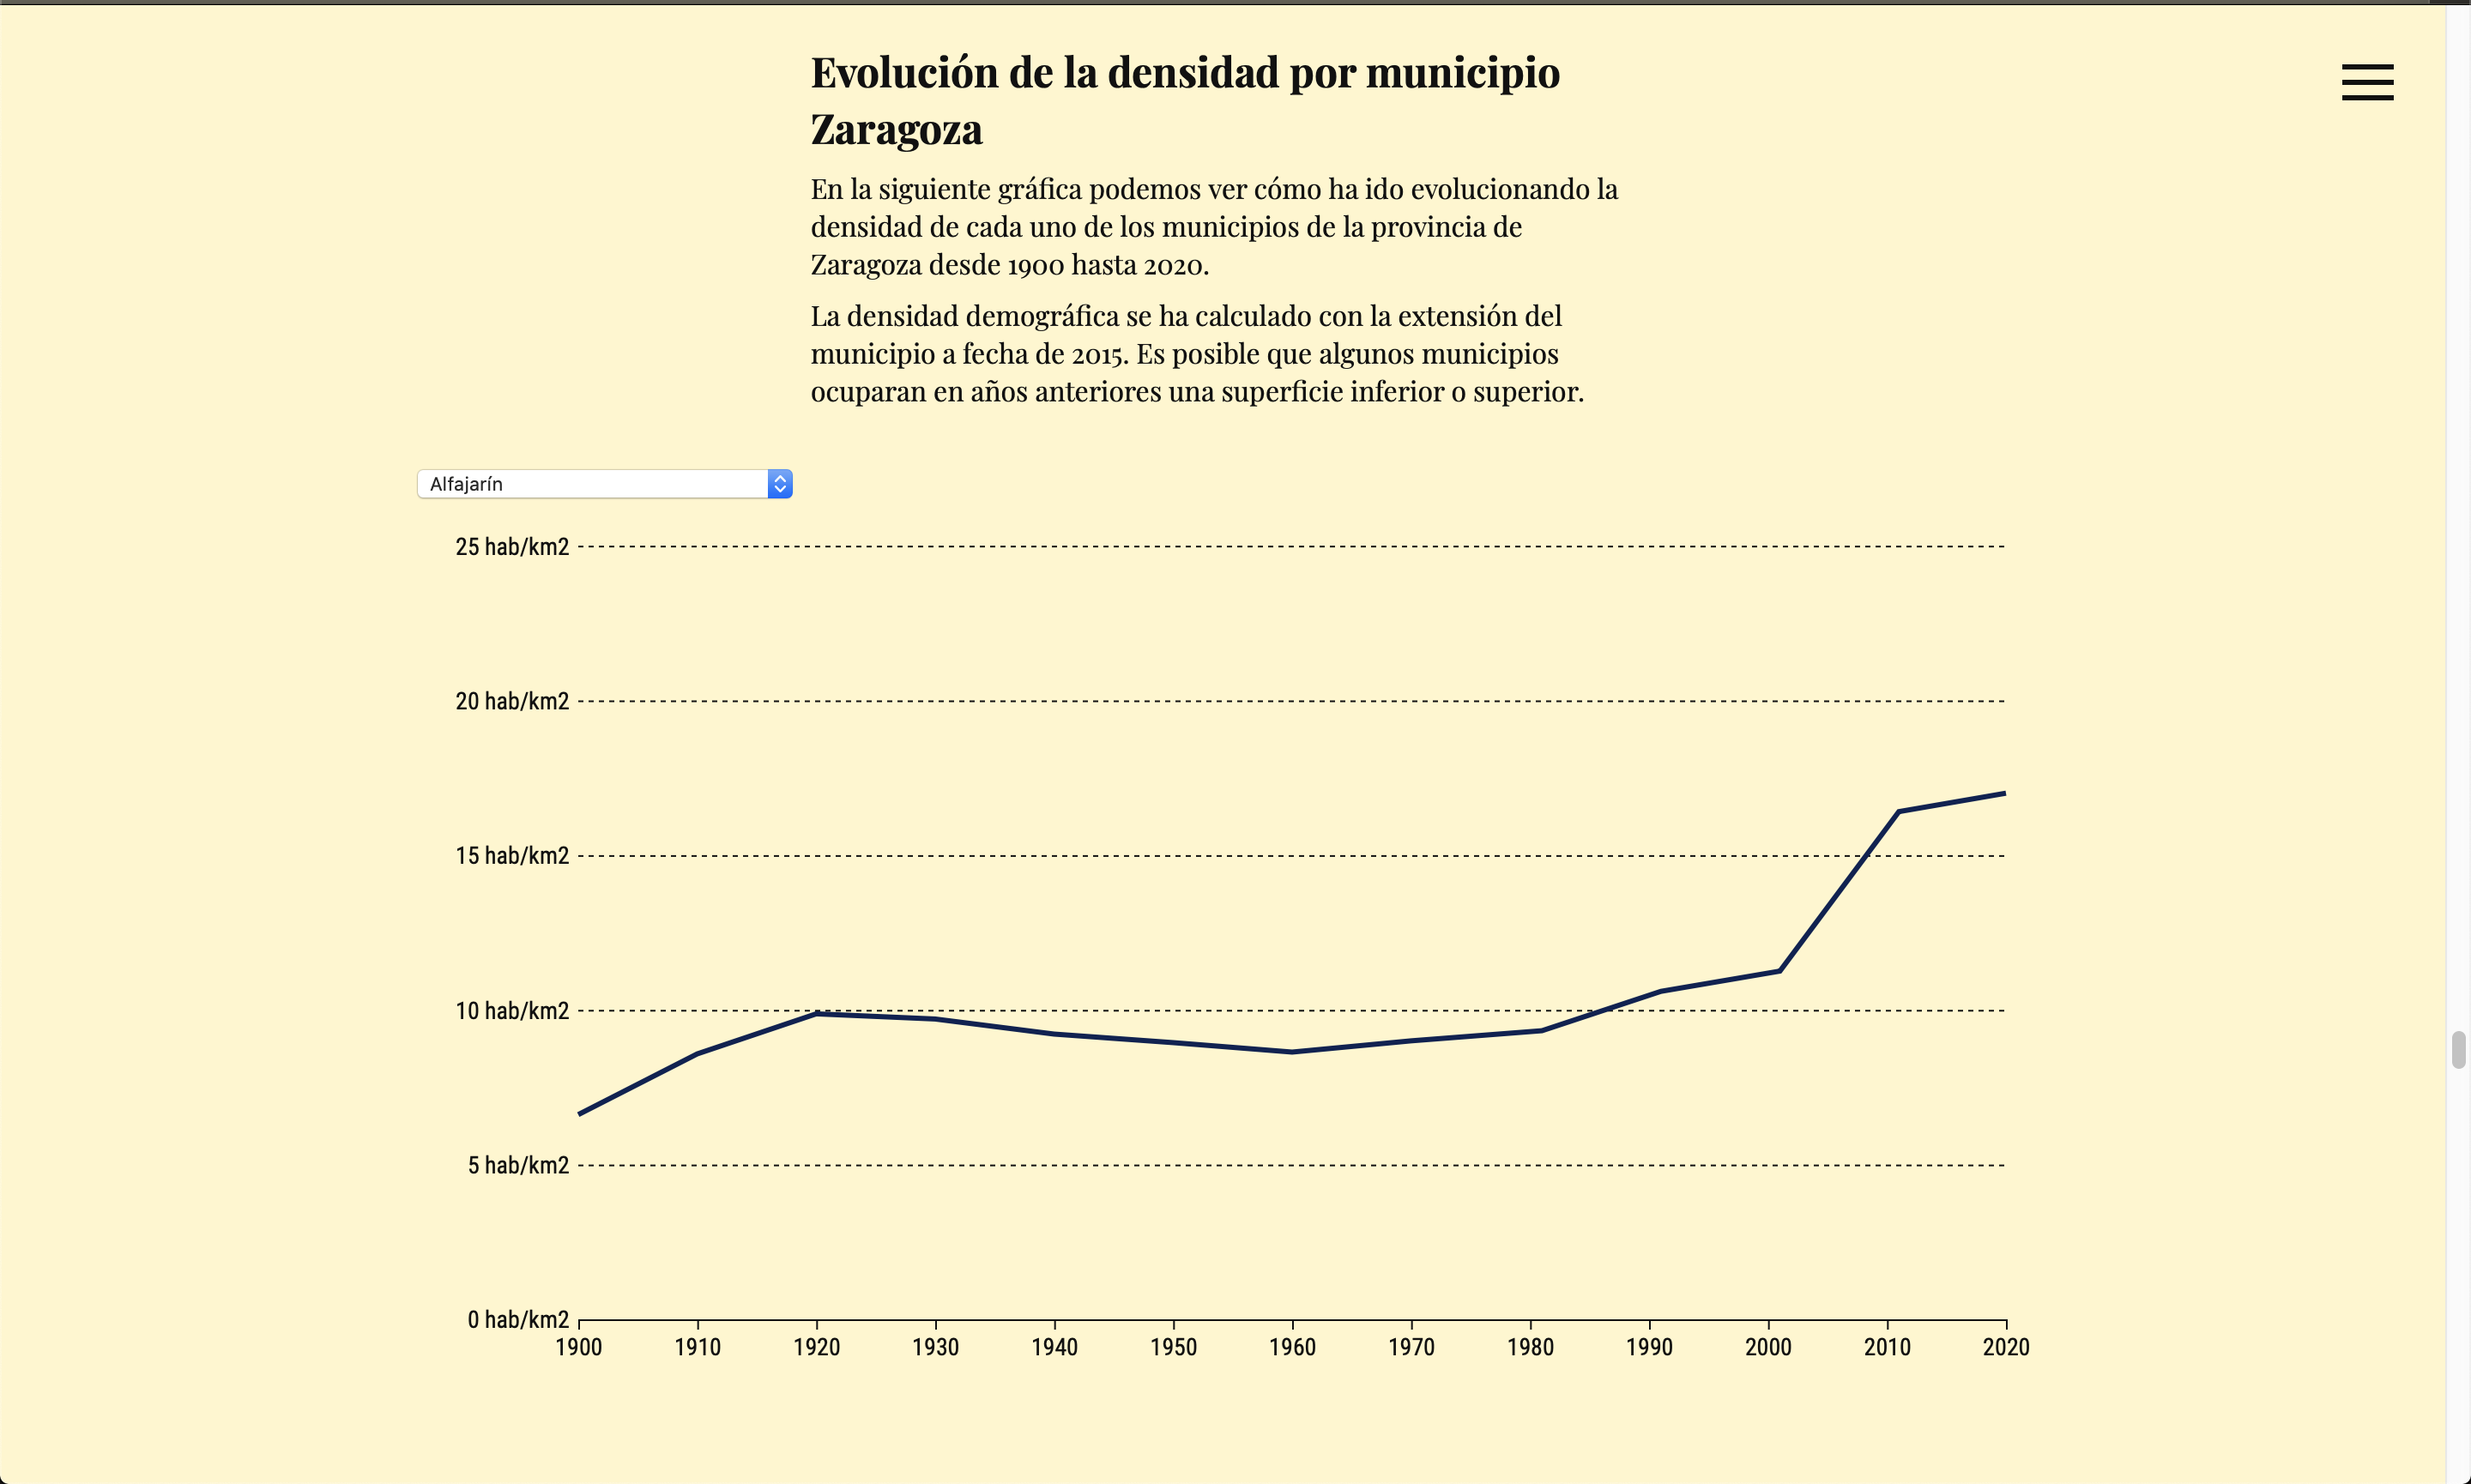 Evolución de la densidad por municipio
Zaragoza
En la siguiente gráfica podemos ver cómo ha ido evolucionando la
densidad de cada uno de los municipios de la provincia de
Zaragoza desde 1900 hasta 2020.
La densidad demográfica se ha calculado con la extensión del
municipio a fecha de 2015. Es posible que algunos municipios
ocuparan en años anteriores una superficie inferior o superior.
Alfajarín
25 hab/km2
20 hab/km2
15 hab/km2
10 hab/km2
5 hab/km2
0 hab/km2
1900 1910 1920 1930 1940 1950 1960 1970 1980 1990 2000 2010 2020